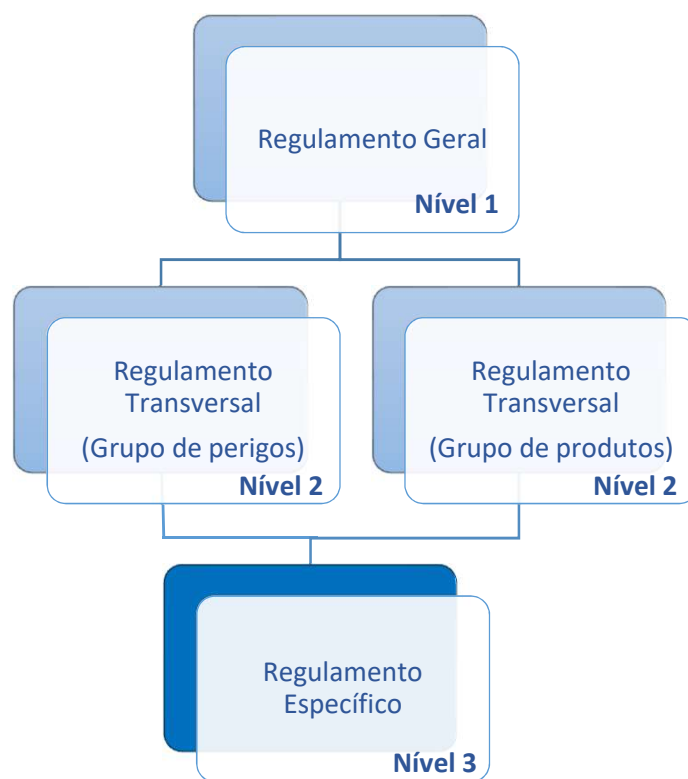 Regulamento Geral
Nível 1
Regulamento
Transversal
(Grupo de perigos)
Nível 2
Regulamento
Transversal
(Grupo de produtos)
Nível 2
Regulamento
Específico
Nível 3